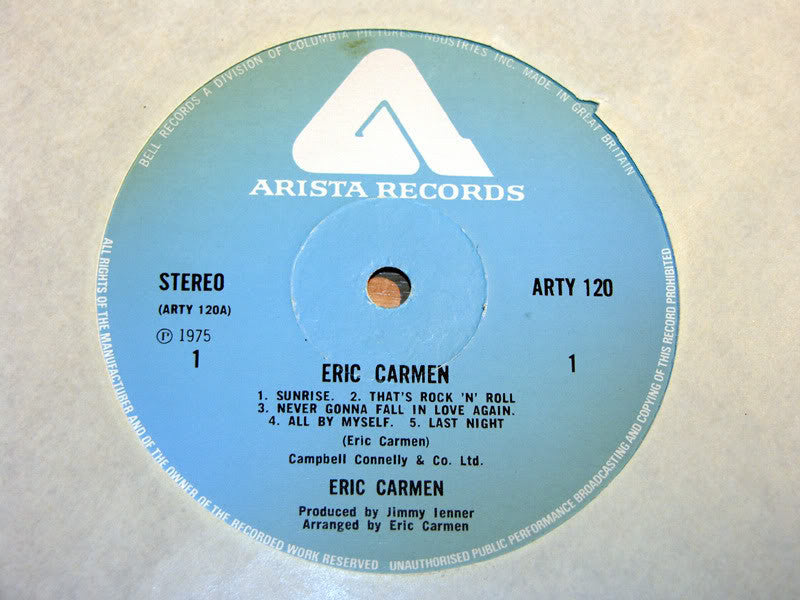 BELL RECORDS A DIVISION OF COLUMBIA PICTURES INDUSTRIES INC. MADE IN GREAT BRITAIN
ARISTA RECORDS
STEREO
(ARTY 120A)
Ⓟ 1975
1
ARTY 120
1
ERIC CARMEN
1. SUNRISE. 2. THAT'S ROCK 'N' ROLL
3. NEVER GONNA FALL IN LOVE AGAIN.
4. ALL BY MYSELF. 5. LAST NIGHT
(Eric Carmen)
Campbell Connelly & Co. Ltd.
ERIC CARMEN
Produced by Jimmy Ienner
Arranged by Eric Carmen
ALL RIGHTS OF THE MANUFACTURER AND OF THE OWNER OF THE RECORDED WORK RESERVED UNAUTHORISED PUBLIC PERFORMANCE BROADCASTING AND COPYING OF THIS RECORD PROHIBITED